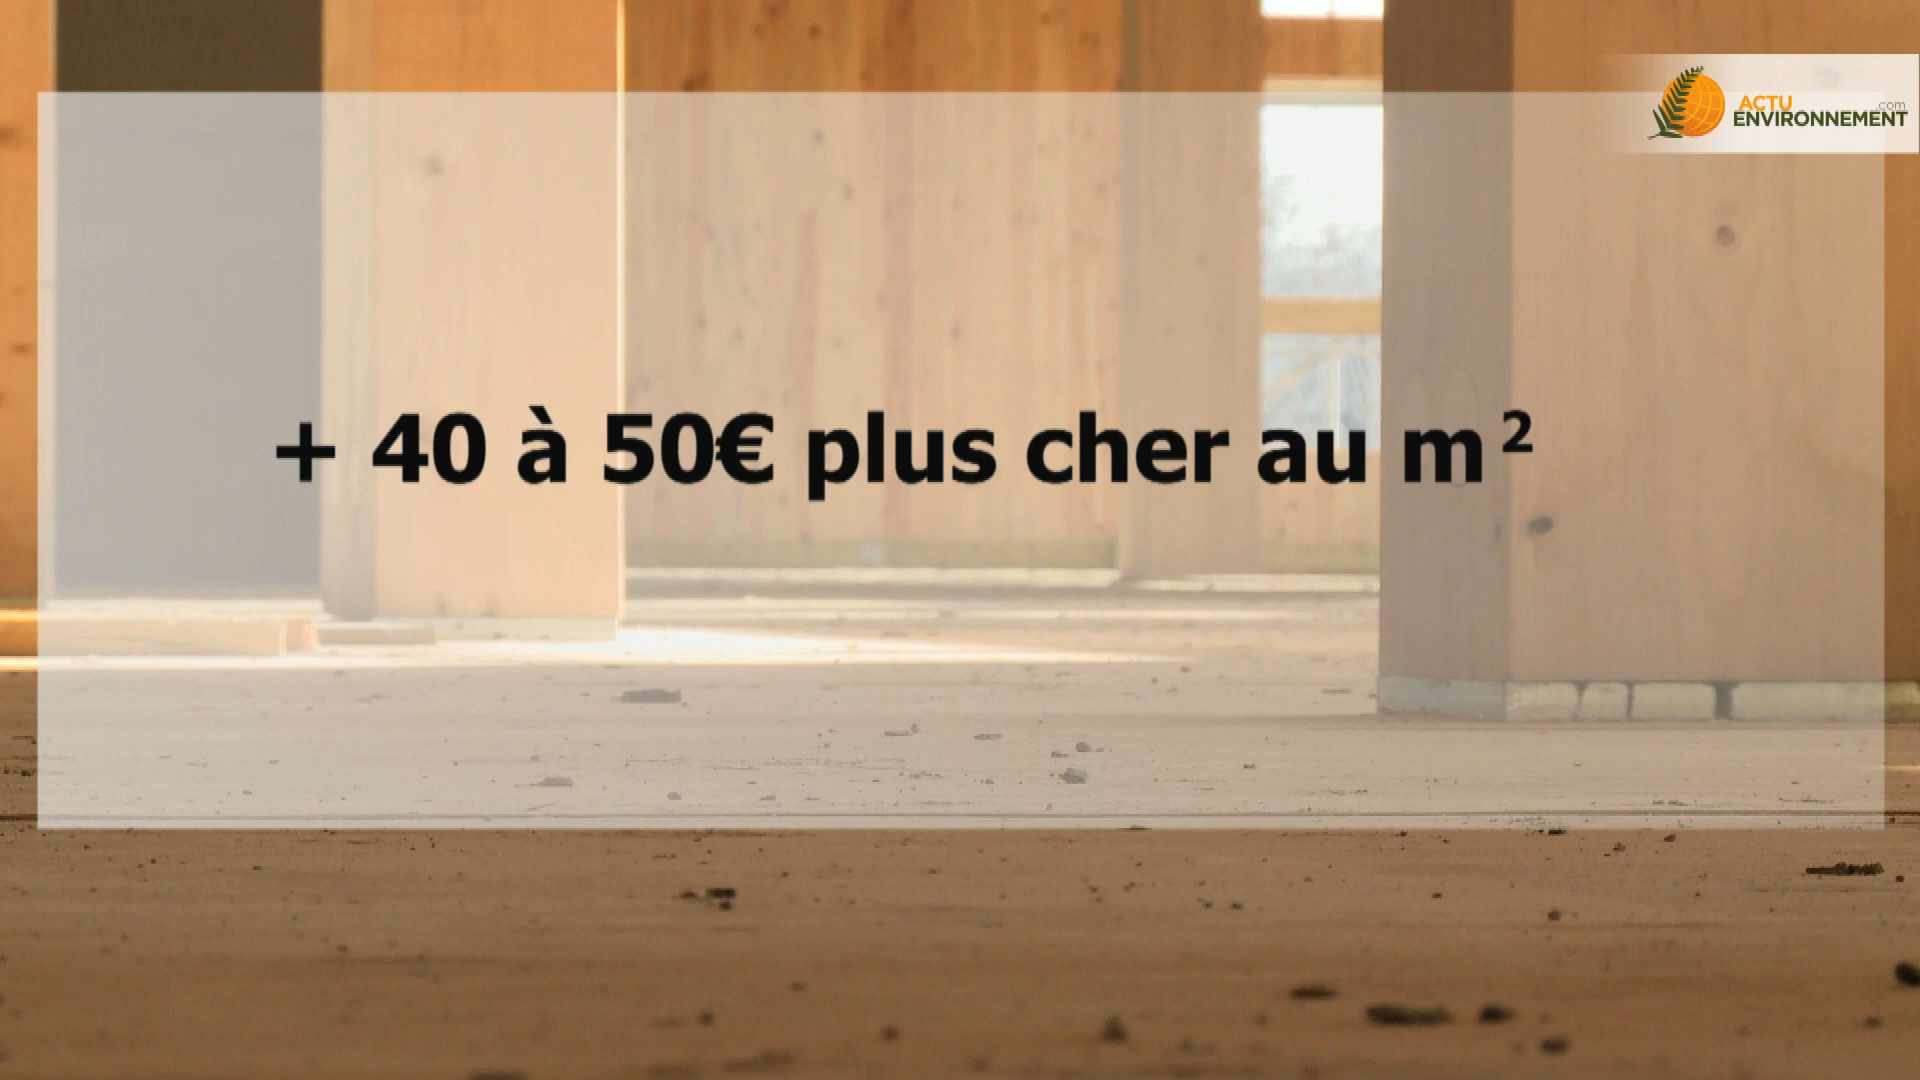 ACTU
.com
ENVIRONNEMENT
+ 40 à 50€ plus cher au m²